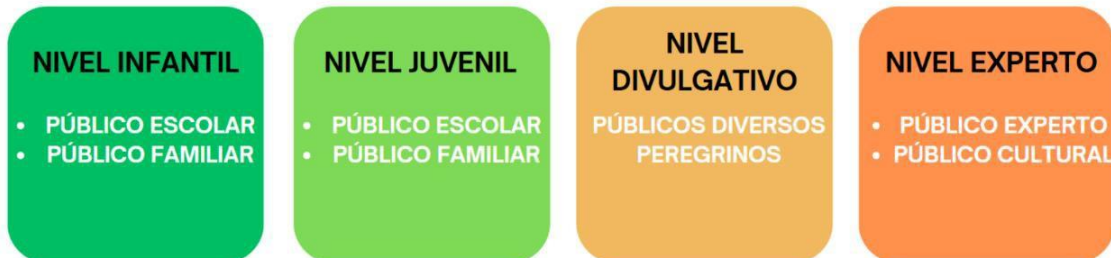 NIVEL INFANTIL
• PÚBLICO ESCOLAR
• PÚBLICO FAMILIAR
NIVEL JUVENIL
• PÚBLICO ESCOLAR
• PÚBLICO FAMILIAR
NIVEL
DIVULGATIVO
PÚBLICOS DIVERSOS
PEREGRINOS
NIVEL EXPERTO
• PÚBLICO EXPERTO
• PÚBLICO CULTURAL